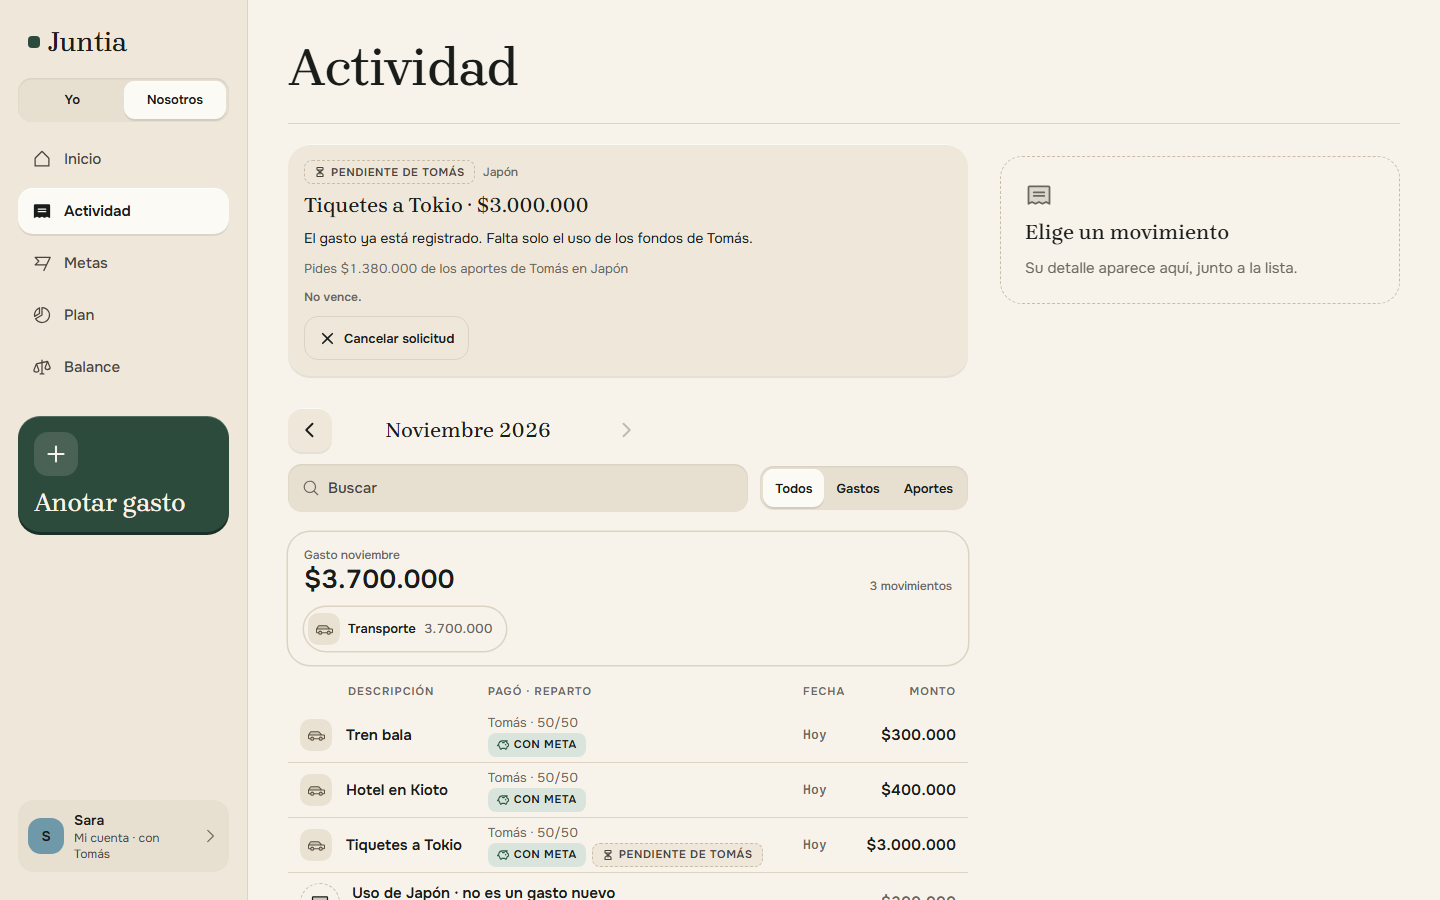 Juntia
Yo
Nosotros
Inicio
Actividad
Metas
Plan
Balance
Anotar gasto
S
Sara
Mi cuenta · con
Tomás
Actividad
PENDIENTE DE TOMÁS
Japón
Tiquetes a Tokio · $3.000.000
El gasto ya está registrado. Falta solo el uso de los fondos de Tomás.
Pides $1.380.000 de los aportes de Tomás en Japón
No vence.
Cancelar solicitud
Elige un movimiento
Su detalle aparece aquí, junto a la lista.
Noviembre 2026
Buscar
Todos
Gastos
Aportes
Gasto noviembre
$3.700.000
3 movimientos
Transporte 3.700.000
DESCRIPCIÓN PAGÓ · REPARTO FECHA MONTO
Tomás · 50/50
Tren bala Hoy $300.000
CON META
Tomás · 50/50
Hotel en Kioto Hoy $400.000
CON META
Tomás · 50/50
Tiquetes a Tokio Hoy $3.000.000
CON META PENDIENTE DE TOMÁS
Uso de Japón · no es un gasto nuevo